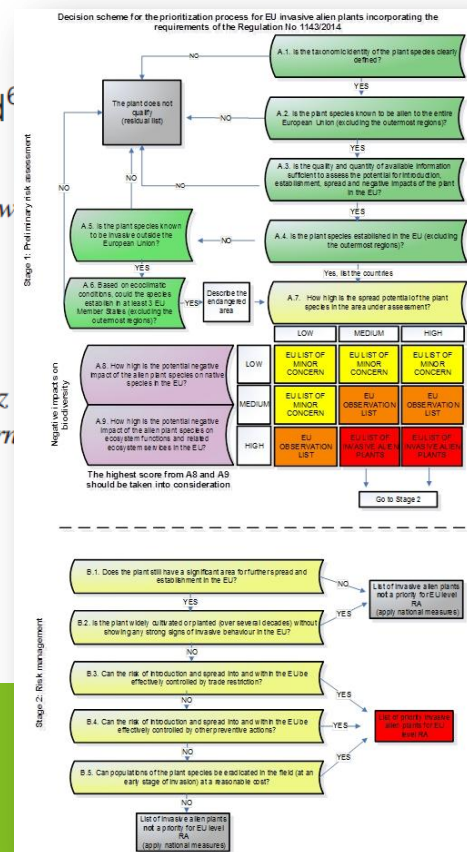 Decision scheme for the prioritization process for EU invasive alien plants incorporating the
requirements of the Regulation No 1143/2014
Stage 1: Preliminary risk assessment
NO
A.1. Is the taxonomic identity of the plant species clearly
defined?
YES
The plant does not
qualify
(residual list)
NO
A.2. Is the plant species known to be alien to the entire
European Union (excluding the outermost regions)?
YES
NO
NO
NO
A.3. Is the quality and quantity of available information
sufficient to assess the potential for introduction,
establishment, spread and negative impacts of the plant
in the EU?
YES
A.5. Is the plant species known
to be invasive outside the
European Union?
NO
A.4. Is the plant species established in the EU (excluding
the outermost regions)?
YES
Yes, list the countries
A.6. Based on ecoclimatic
conditions, could the species
establish in at least 3 EU
Member States (excluding the
outermost regions)?
YES
Describe the
endangered
area
A.7. How high is the spread potential of the plant
species in the area under assessment?
LOW
MEDIUM
HIGH
Negative impacts on
biodiversity
A.8. How high is the potential negative
impact of the alien plant species on native
species in the EU?
LOW
EU LIST OF
MINOR
CONCERN
EU LIST OF
MINOR
CONCERN
EU LIST OF
MINOR
CONCERN
MEDIUM
EU LIST OF
MINOR
CONCERN
EU
OBSERVATION
LIST
EU
OBSERVATION
LIST
A.9. How high is the potential negative
impact of the alien plant species on
ecosystem functions and related
ecosystem services in the EU?
HIGH
EU
OBSERVATION
LIST
EU LIST OF
INVASIVE ALIEN
PLANTS
EU LIST OF
INVASIVE ALIEN
PLANTS
The highest score from A8 and A9
should be taken into consideration
Go to Stage 2
Stage 2: Risk management
B.1. Does the plant still have a significant area for further spread and
establishment in the EU?
NO
List of invasive alien plants
not a priority for EU level
RA
(apply national measures)
YES
B.2. Is the plant widely cultivated or planted (over several decades) without
showing any strong signs of invasive behaviour in the EU?
YES
NO
B.3. Can the risk of introduction and spread into and within the EU be
effectively controlled by trade restriction?
YES
NO
B.4. Can the risk of introduction and spread into and within the EU be
effectively controlled by other preventive actions?
YES
List of priority invasive
alien plants for EU
level RA
NO
B.5. Can populations of the plant species be eradicated in the field (at an
early stage of invasion) at a reasonable cost?
YES
NO
List of invasive alien plants
not a priority for EU level RA
(apply national measures)